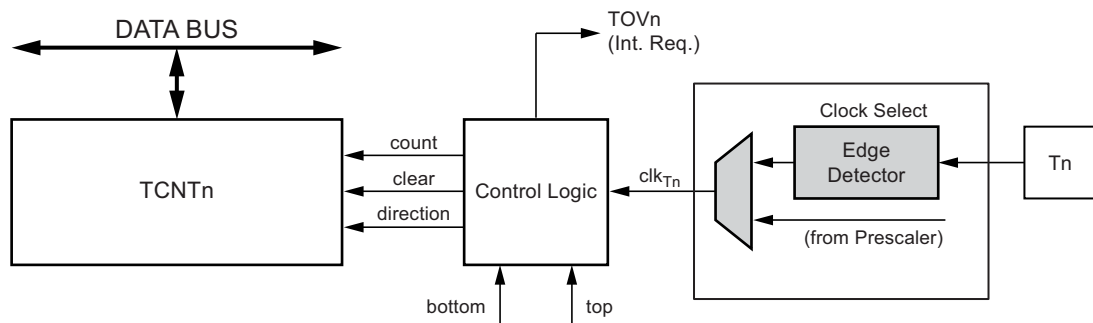 DATA BUS
TOVn
(Int. Req.)
TCNTn
count
clear
direction
Control Logic
clkTn
Clock Select
Edge
Detector
(from Prescaler)
Tn
bottom
top